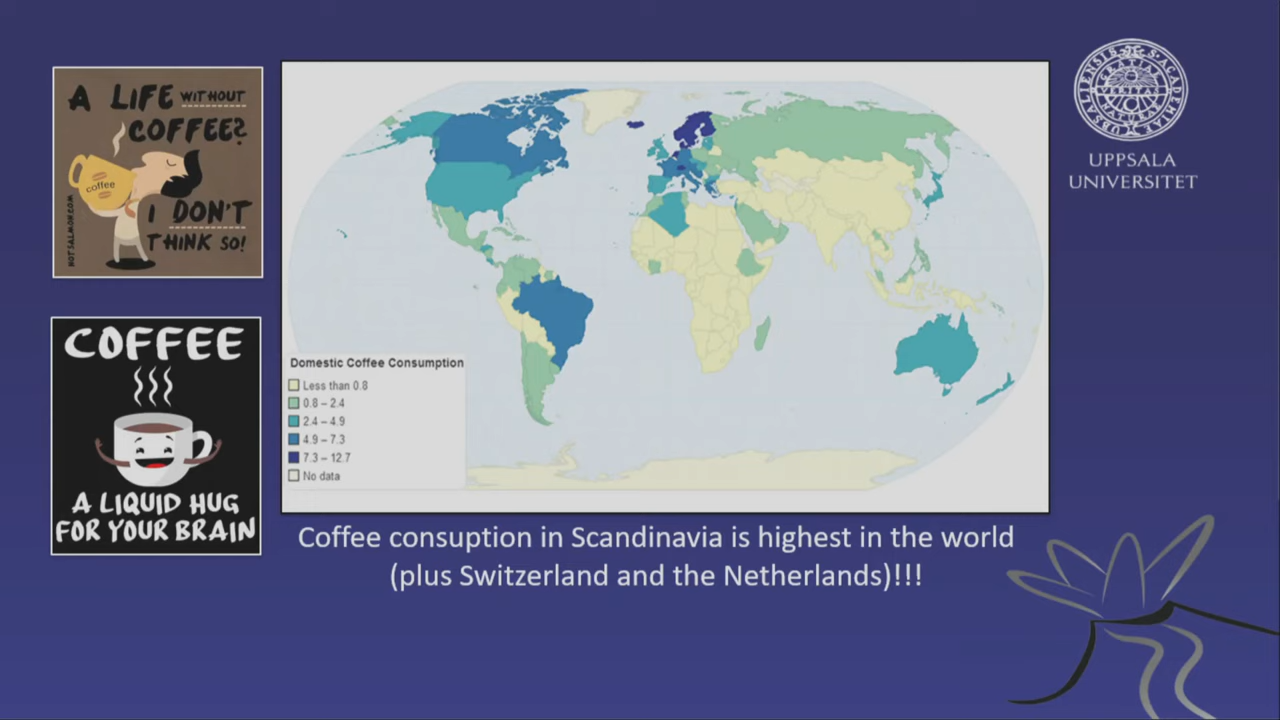 A LIFE WITHOUT
COFFEE?
coffee
I DON'T
THINK SO!
NOTSALMON.COM
COFFEE
A LIQUID HUG
FOR YOUR BRAIN
Domestic Coffee Consumption
Less than 0.8
0.8 – 2.4
2.4 – 4.9
4.9 – 7.3
7.3 – 12.7
No data
UPPSALA
UNIVERSITET
Coffee consuption in Scandinavia is highest in the world
(plus Switzerland and the Netherlands)!!!